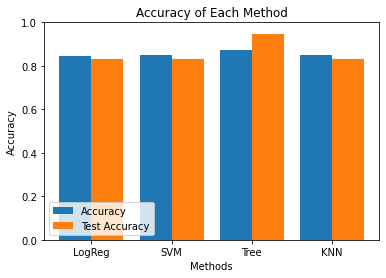 Accuracy of Each Method
Accuracy
1.0
0.8
0.6
0.4
0.2
0.0
Accuracy
Test Accuracy
LogReg SVM Tree KNN
Methods